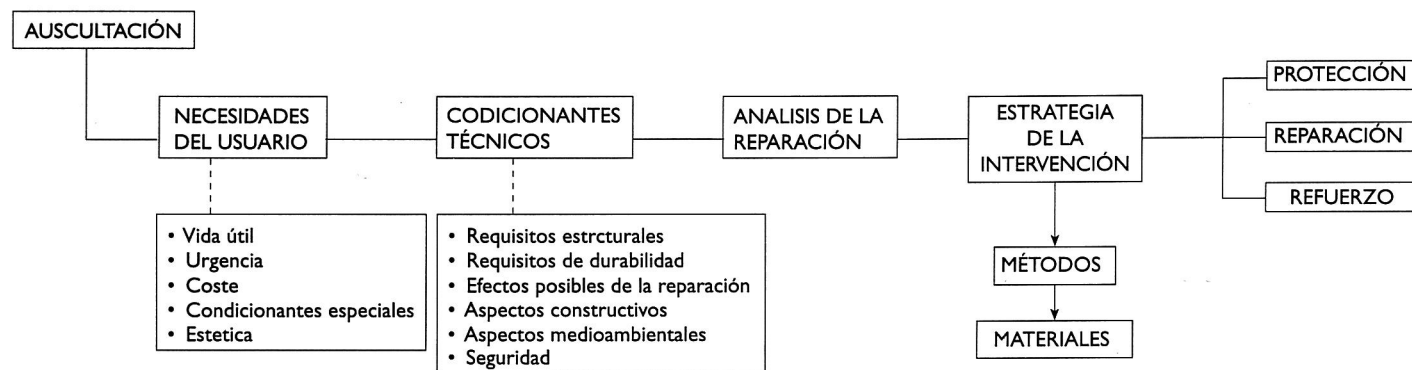 AUSCULTACIÓN
NECESIDADES
DEL USUARIO
• Vida útil
• Urgencia
• Coste
• Condicionantes especiales
• Estetica
CODICIONANTES
TÉCNICOS
• Requisitos estrcturales
• Requisitos de durabilidad
• Efectos posibles de la reparación
• Aspectos constructivos
• Aspectos medioambientales
• Seguridad
ANALISIS DE LA
REPARACIÓN
ESTRATEGIA
DE LA
INTERVENCIÓN
MÉTODOS
MATERIALES
PROTECCIÓN
REPARACIÓN
REFUERZO